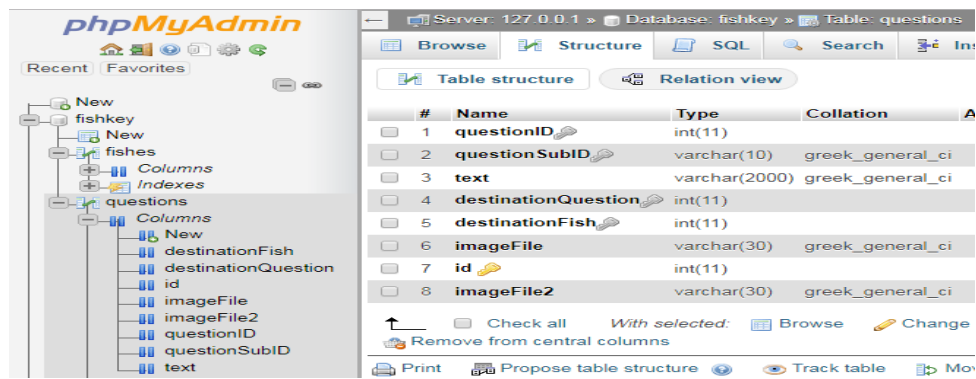 phpMyAdmin
Recent Favorites
New
fishkey
New
fishes
Columns
Indexes
questions
Columns
New
destinationFish
destinationQuestion
id
imageFile
imageFile2
questionID
questionSubID
text
Server: 127.0.0.1 » Database: fishkey » Table: questions
Browse Structure SQL Search Ins
Table structure Relation view
# Name Type Collation A
1 questionID int(11)
2 questionSubID varchar(10) greek_general_ci
3 text varchar(2000) greek_general_ci
4 destinationQuestion int(11)
5 destinationFish int(11)
6 imageFile varchar(30) greek_general_ci
7 id int(11)
8 imageFile2 varchar(30) greek_general_ci
Check all With selected: Browse Change
Remove from central columns
Print Propose table structure Track table Mov